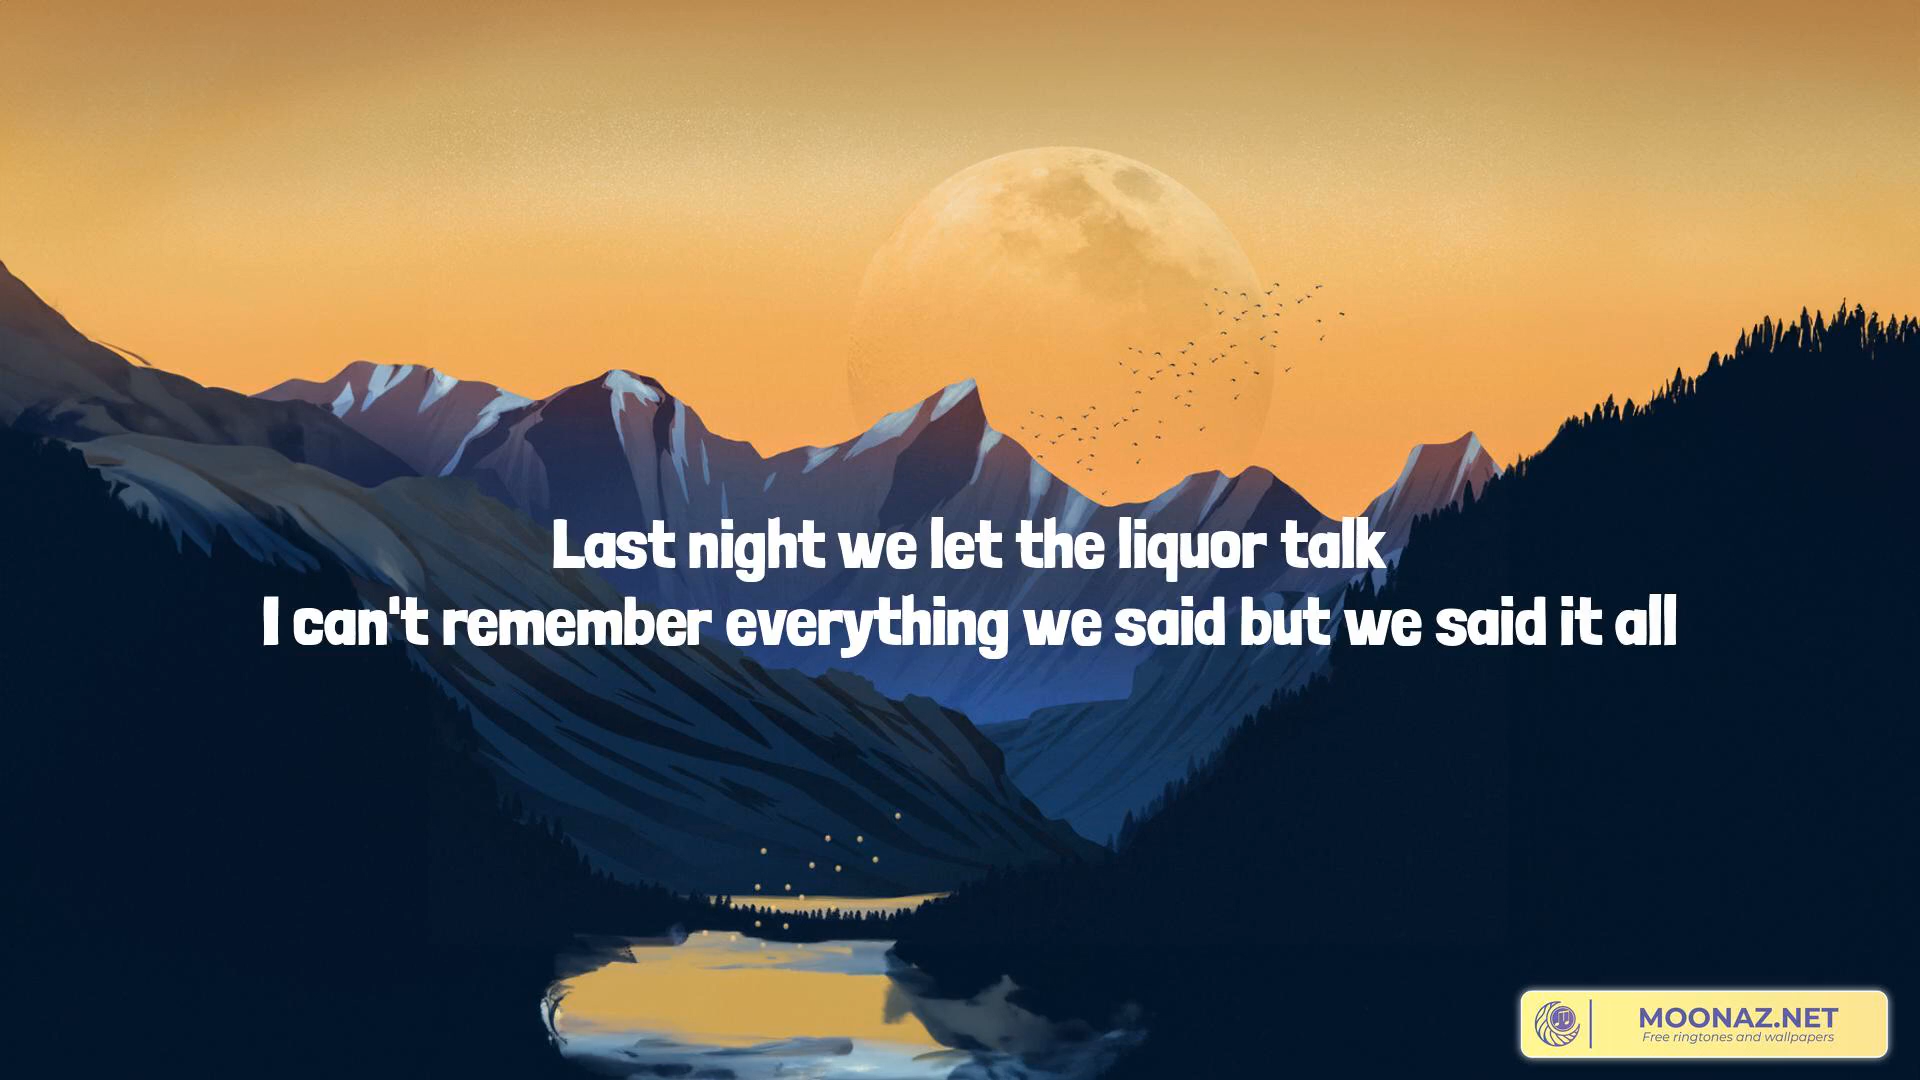 Last night we let the liquor talk
I can't remember everything we said but we said it all
MOONAZ.NET
Free ringtones and wallpapers